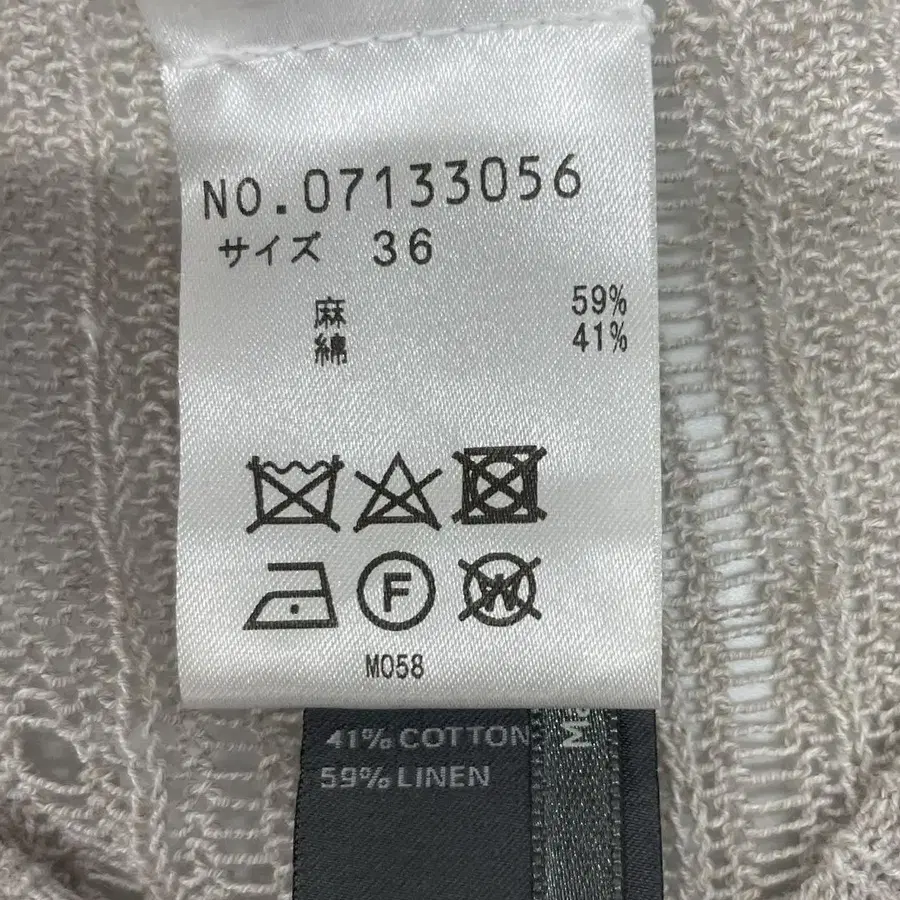 NO.07133056
サイズ 36
麻 59%
綿 41%
F
W
M058
41% COTTON
59% LINEN